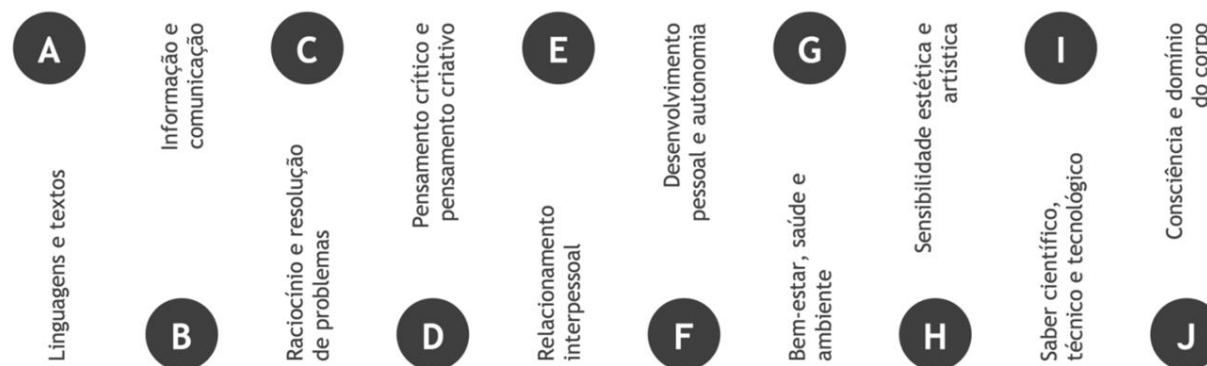 A
Linguagens e textos
Informação e
comunicação
B
C
Raciocínio e resolução
de problemas
Pensamento crítico e
pensamento criativo
D
E
Relacionamento
interpessoal
Desenvolvimento
pessoal e autonomia
F
G
Bem-estar, saúde e
ambiente
Sensibilidade estética e
artística
H
I
Saber científico,
técnico e tecnológico
Consciência e domínio
do corpo
J